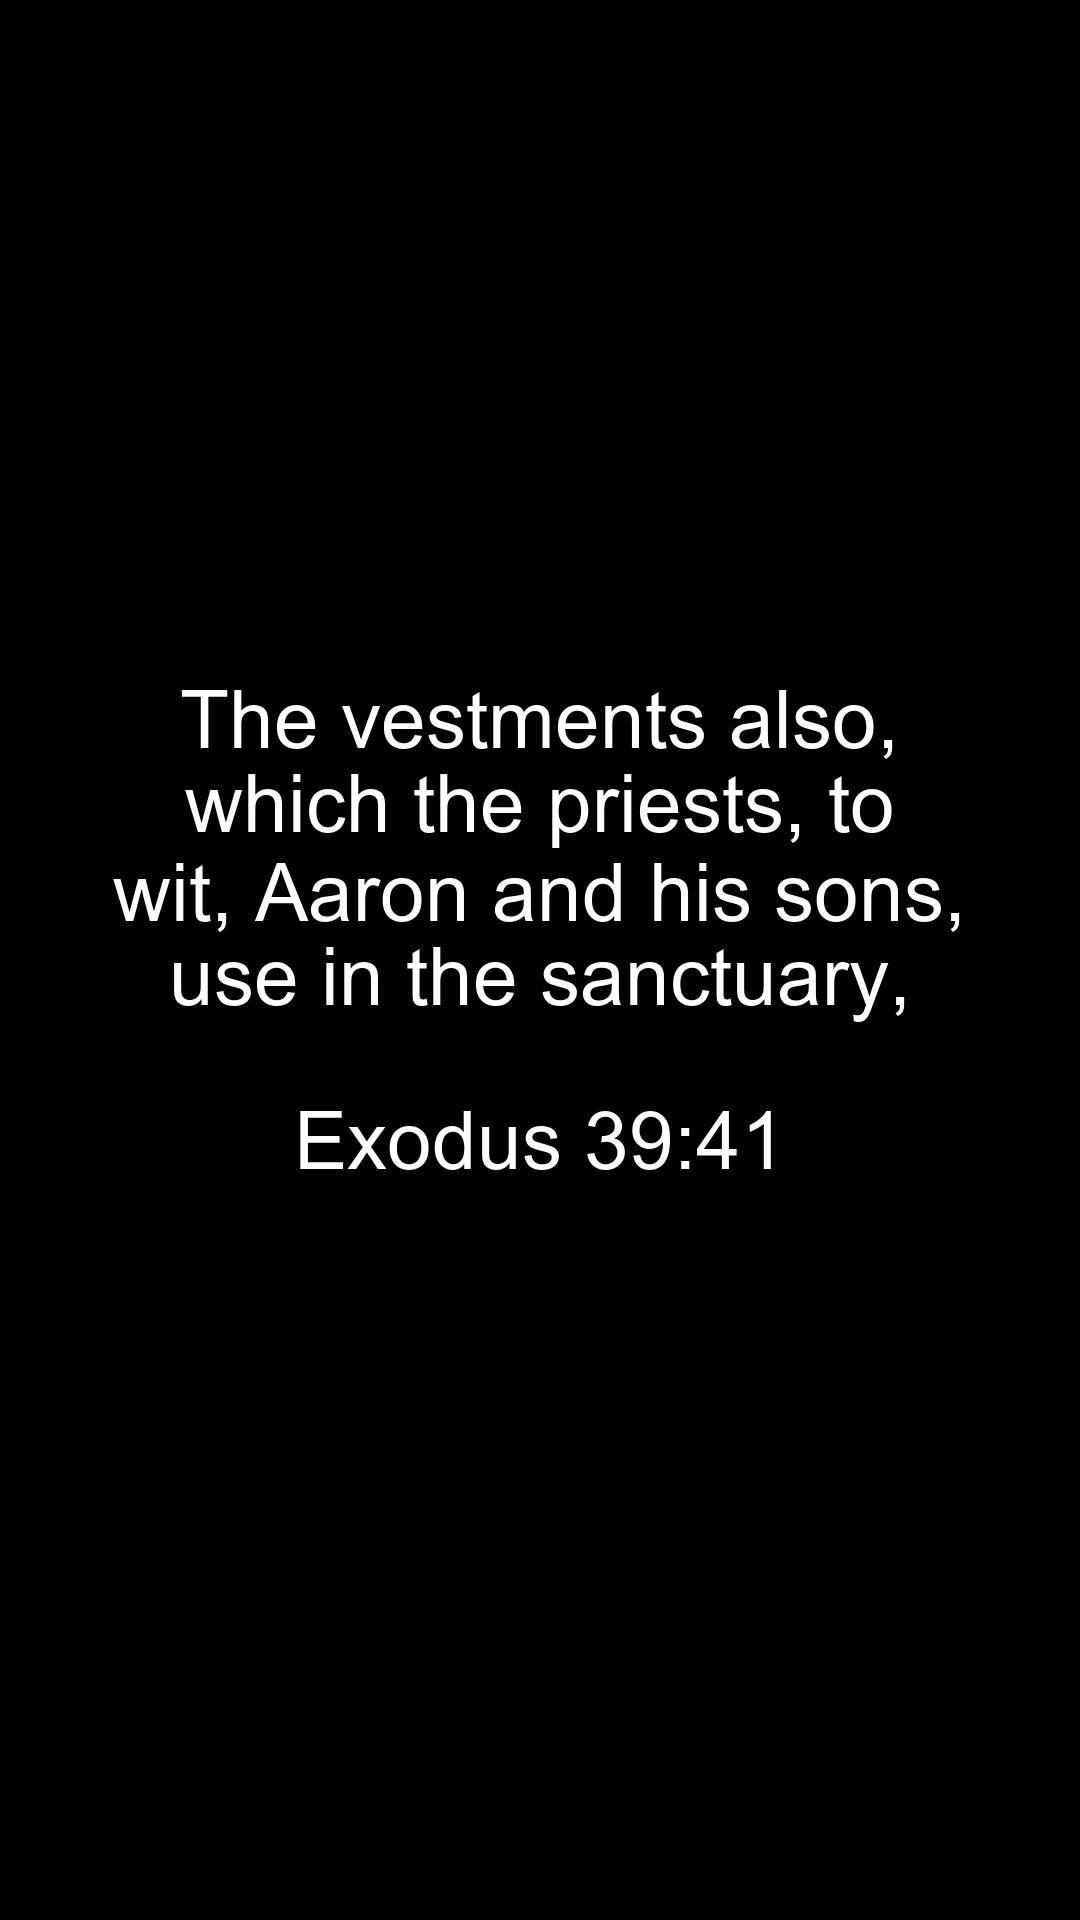 The vestments also,
which the priests, to
wit, Aaron and his sons,
use in the sanctuary,
Exodus 39:41